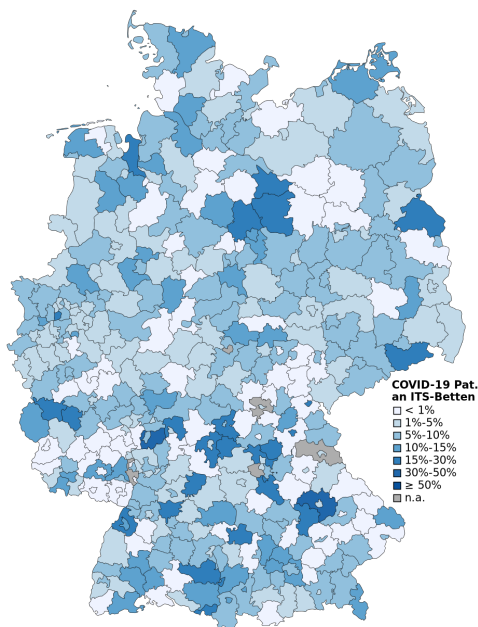 COVID-19 Pat.
an ITS-Betten
< 1%
1%-5%
5%-10%
10%-15%
15%-30%
30%-50%
≥ 50%
n.a.